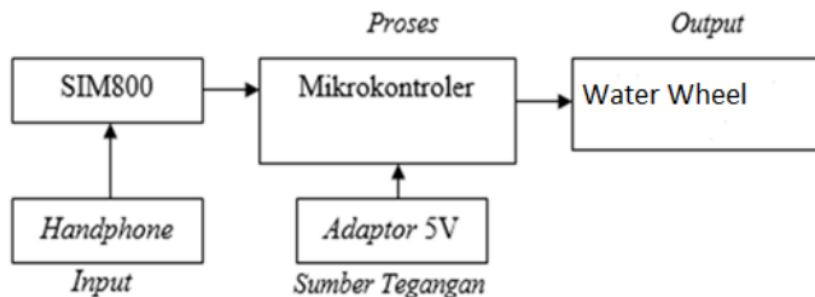 Proses
Output
SIM800
Mikrokontroler
Water Wheel
Handphone
Adaptor 5V
Input
Sumber Tegangan